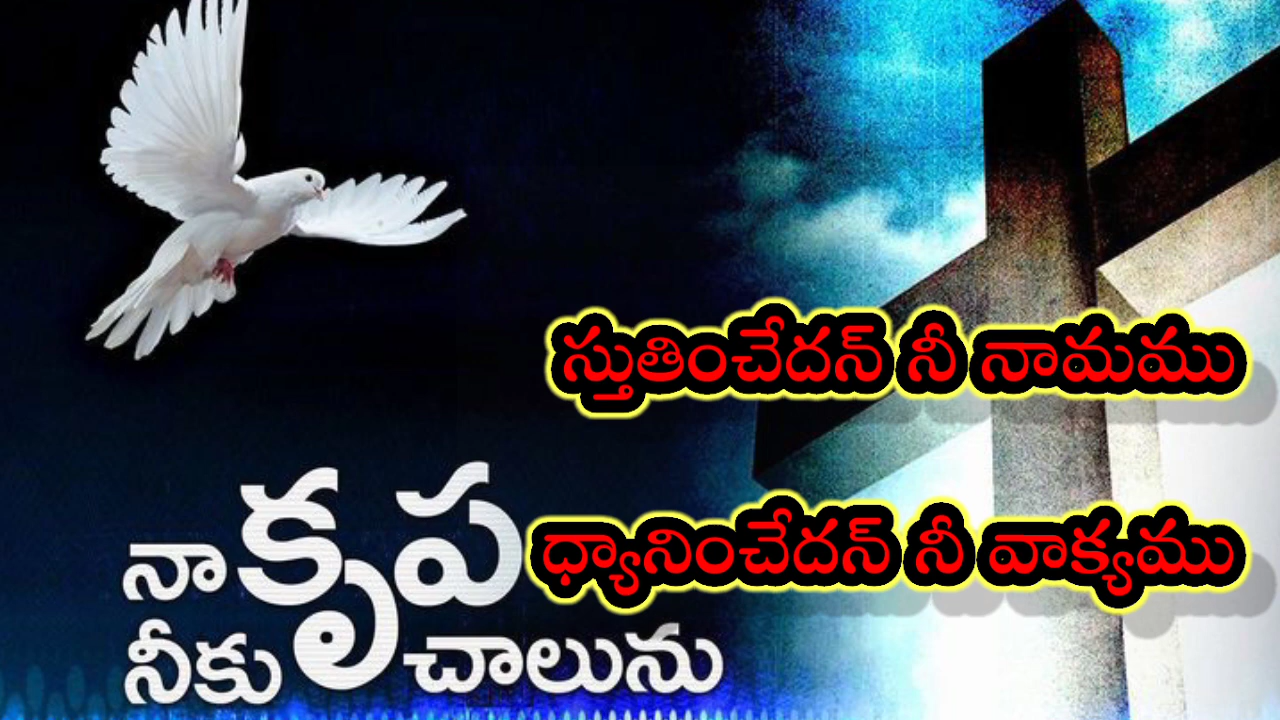 స్తుతించేదన్ నీ నామము
ధ్యానించేదన్ నీ వాక్యము
నా కృప
నీకు చాలును